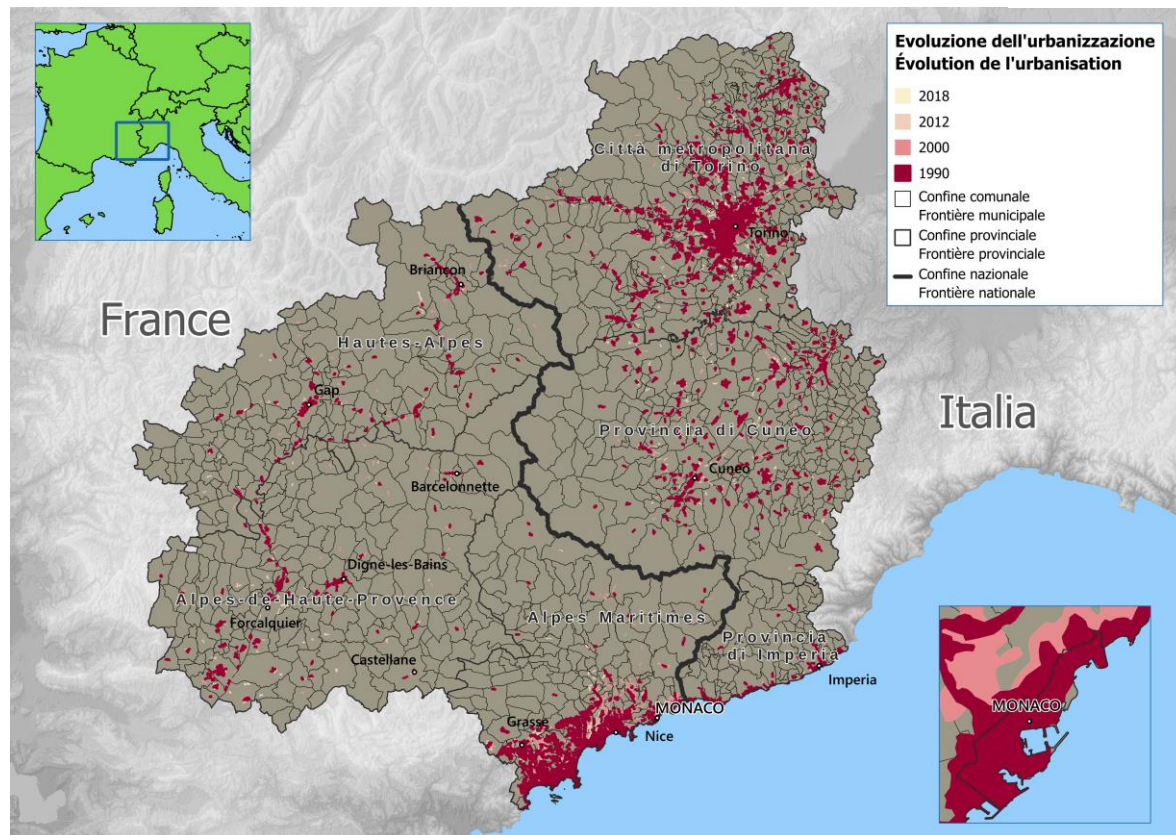 Evoluzione dell'urbanizzazione
Évolution de l'urbanisation
2018
2012
2000
1990
Confine comunale
Frontière municipale
Confine provinciale
Frontière provinciale
Confine nazionale
Frontière nationale
Città metropolitana
di Torino
Torino
Briançon
France
Hautes-Alpes
Gap
Italia
Provincia di Cuneo
Cuneo
Barcelonnette
Digne-les-Bains
Alpes-de-Haute-Provence
Forcalquier
Alpes Maritimes
Provincia
di Imperia
Castellane
Imperia
MONACO
Grasse
Nice
MONACO